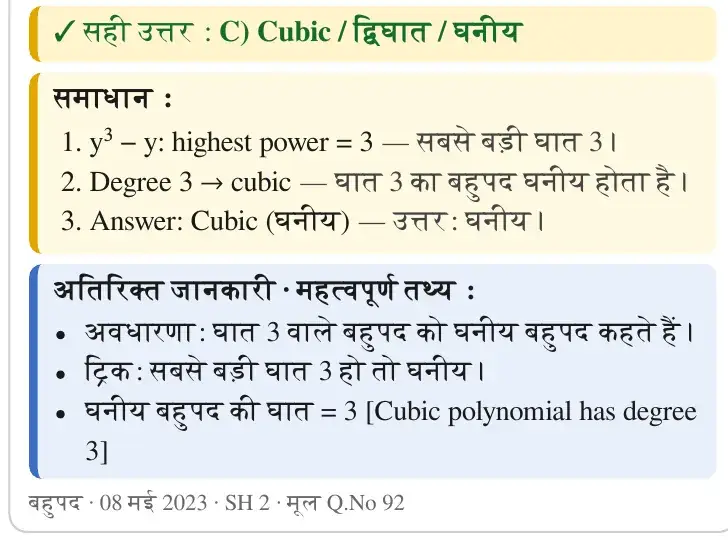 ✓ सही उत्तर : C) Cubic / द्विघात / घनीय
समाधान :
1. y³ − y: highest power = 3 — सबसे बड़ी घात 3।
2. Degree 3 → cubic — घात 3 का बहुपद घनीय होता है।
3. Answer: Cubic (घनीय) — उत्तर: घनीय।
अतिरिक्त जानकारी · महत्वपूर्ण तथ्य :
• अवधारणा : घात 3 वाले बहुपद को घनीय बहुपद कहते हैं।
• ट्रिक : सबसे बड़ी घात 3 हो तो घनीय।
• घनीय बहुपद की घात = 3 [Cubic polynomial has degree
3]
बहुपद · 08 मई 2023 · SH 2 · मूल Q.No 92